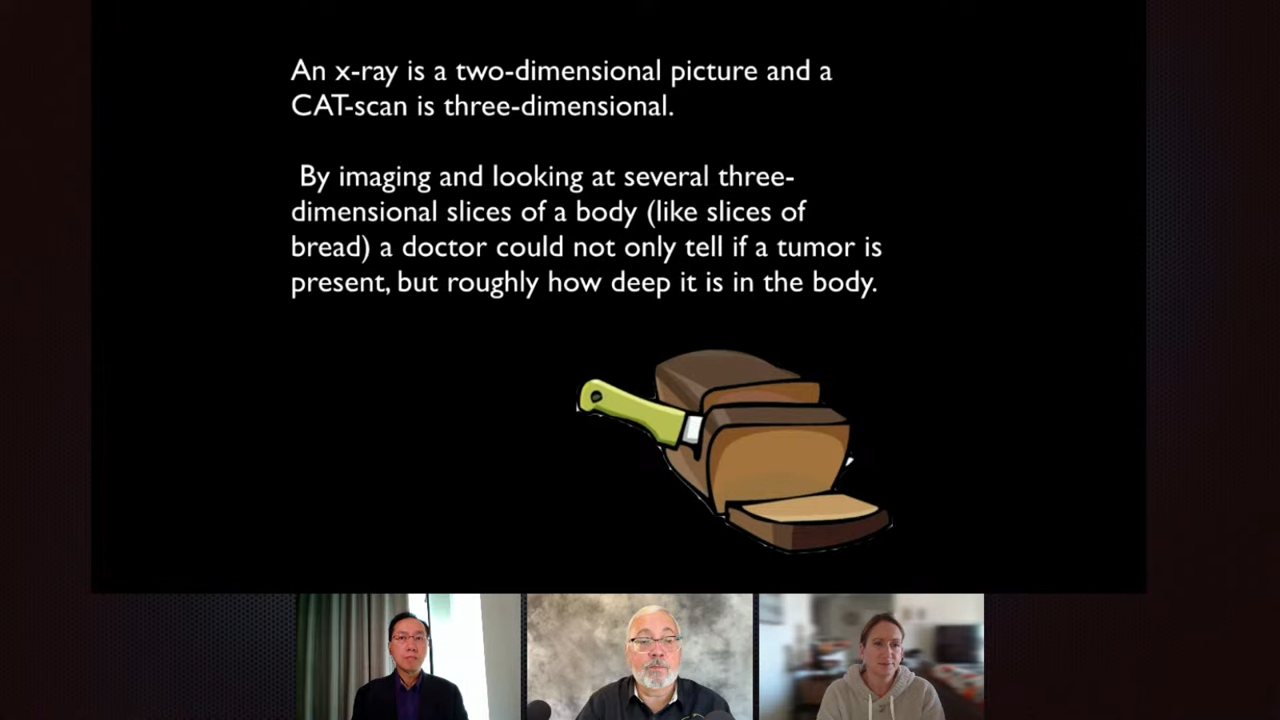 An x-ray is a two-dimensional picture and a
CAT-scan is three-dimensional.
By imaging and looking at several three-
dimensional slices of a body (like slices of
bread) a doctor could not only tell if a tumor is
present, but roughly how deep it is in the body.